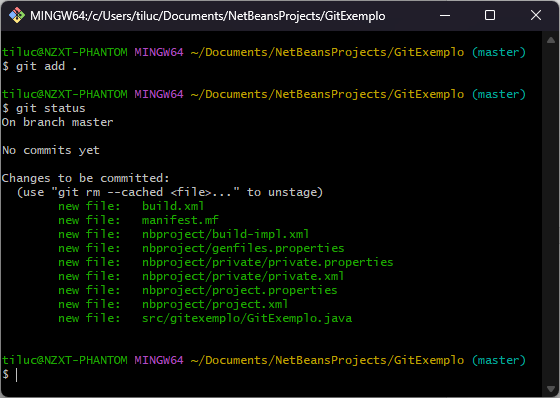 MINGW64:/c/Users/tiluc/Documents/NetBeansProjects/GitExemplo
tiluc@NZXT-PHANTOM MINGW64 ~/Documents/NetBeansProjects/GitExemplo (master)
$ git add .
tiluc@NZXT-PHANTOM MINGW64 ~/Documents/NetBeansProjects/GitExemplo (master)
$ git status
On branch master
No commits yet
Changes to be committed:
(use "git rm --cached <file>..." to unstage)
new file: build.xml
new file: manifest.mf
new file: nbproject/build-impl.xml
new file: nbproject/genfiles.properties
new file: nbproject/private/private.properties
new file: nbproject/private/private.xml
new file: nbproject/project.properties
new file: nbproject/project.xml
new file: src/gitexemplo/GitExemplo.java
tiluc@NZXT-PHANTOM MINGW64 ~/Documents/NetBeansProjects/GitExemplo (master)
$